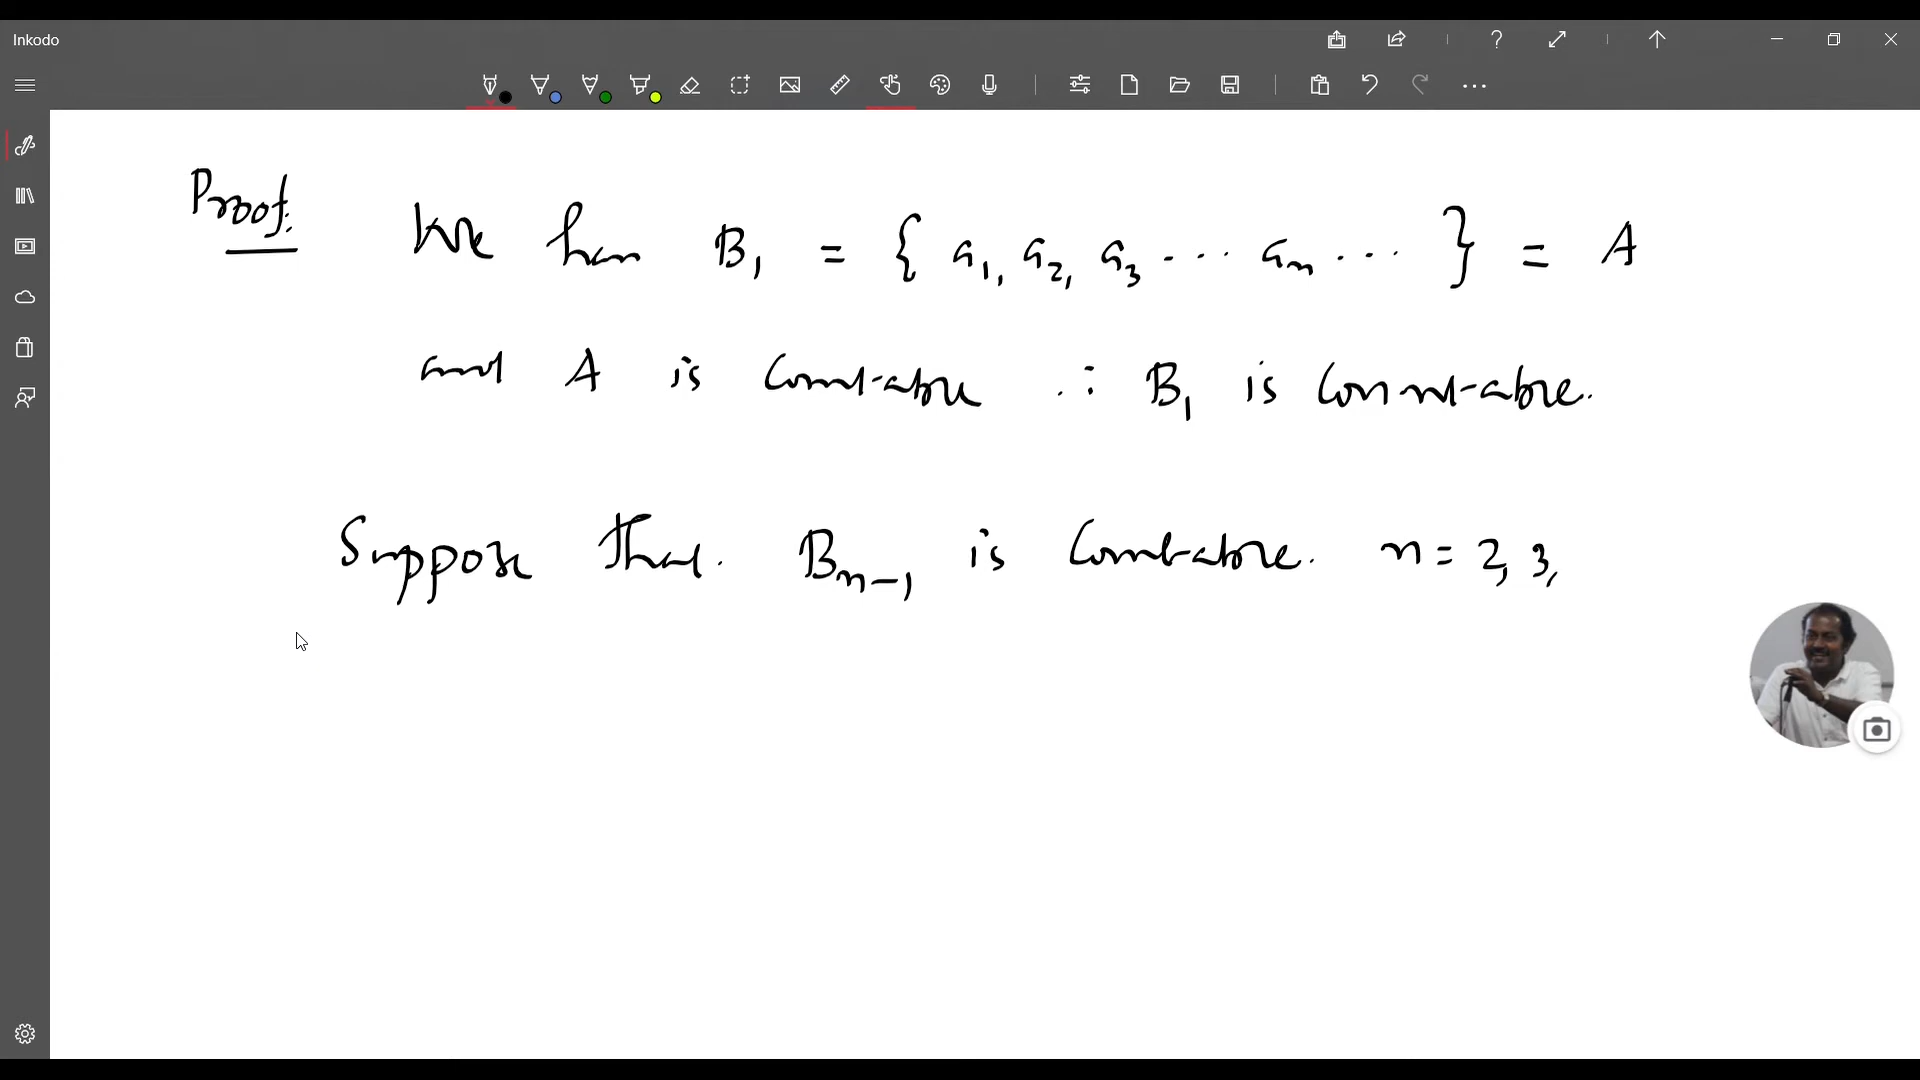 Inkodo
Proof:
We have B₁ = { a₁, a₂, a₃ ... aₙ ... } = A
and A is countable ∴ B₁ is countable.
Suppose that. Bₙ₋₁ is countable. n = 2, 3,